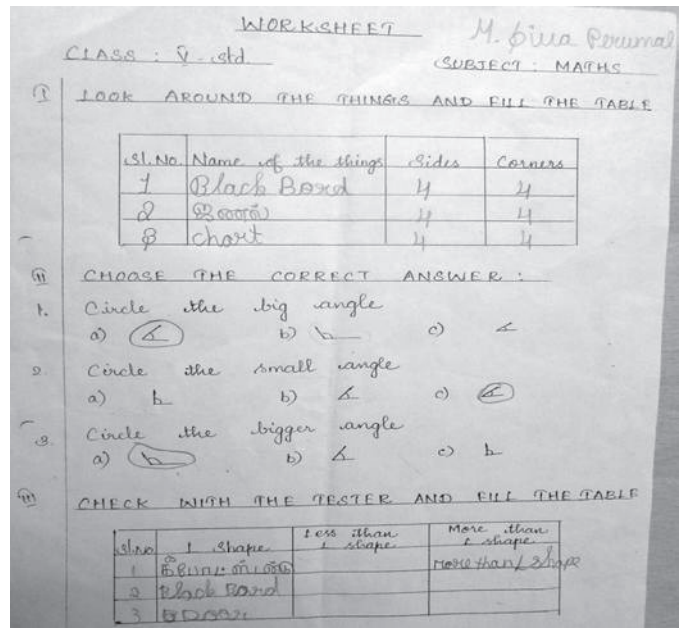 WORKSHEET
M. Siva Perumal
CLASS : V. std
SUBJECT : MATHS
I LOOK AROUND THE THINGS AND FILL THE TABLE
Sl. No Name of the things Sides Corners
1 Black Bord 4 4
2 ஜனல் 4 4
3 chart 4 4
II CHOOSE THE CORRECT ANSWER :
1. Circle the big angle
a) b) c)
2. Circle the small angle
a) b) c)
3. Circle the bigger angle
a) b) c)
III CHECK WITH THE TESTER AND FILL THE TABLE
Sl.No L Shape Less than L shape More than L shape
1 More than L Shape
2 Black Board
3